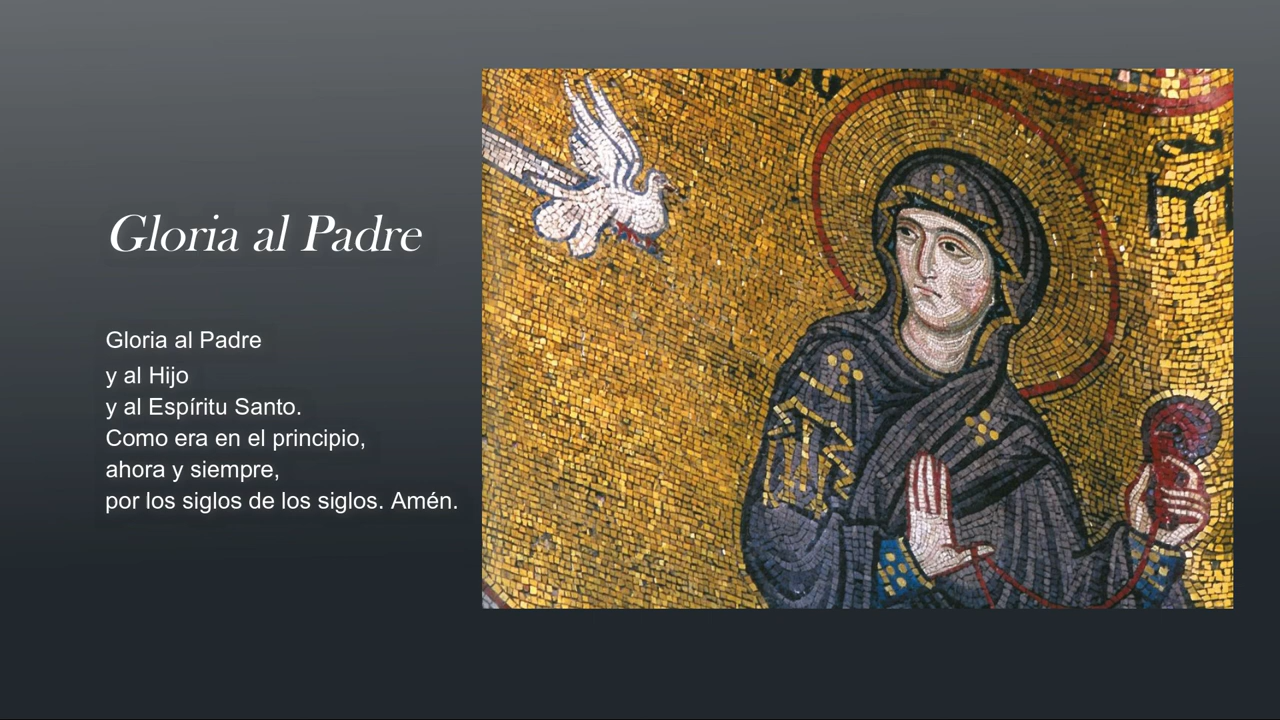 Gloria al Padre
Gloria al Padre
y al Hijo
y al Espíritu Santo.
Como era en el principio,
ahora y siempre,
por los siglos de los siglos. Amén.